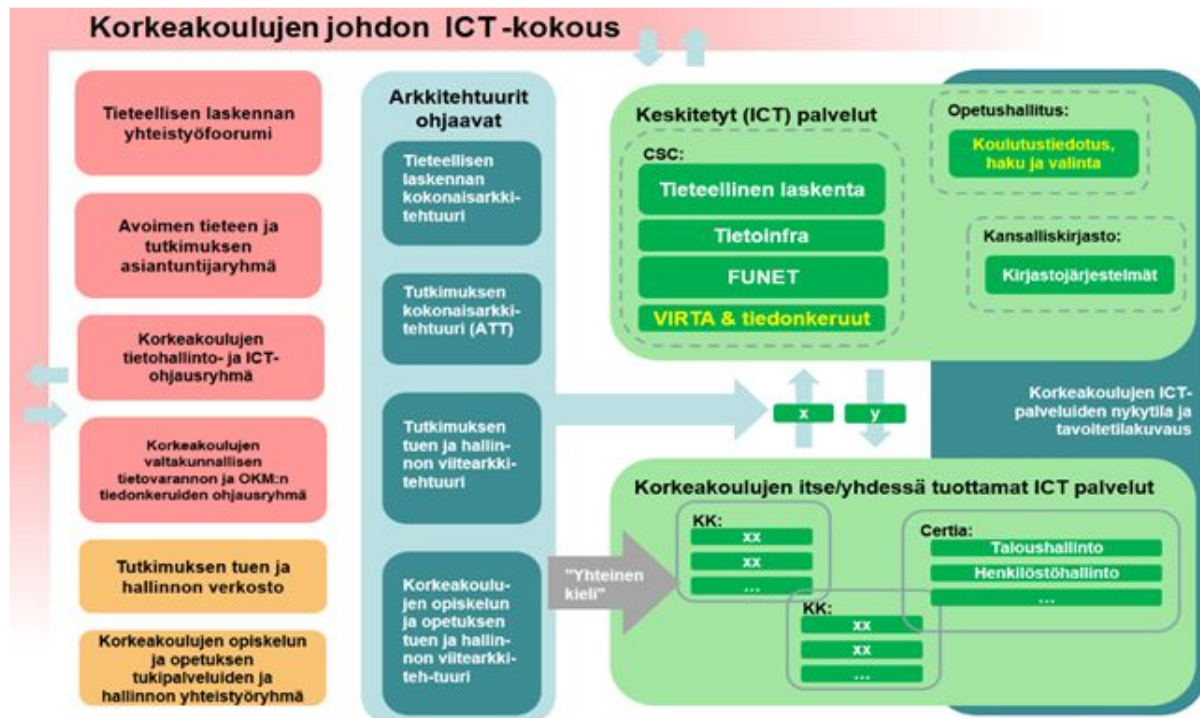 Korkeakoulujen johdon ICT -kokous
Tieteellisen laskennan
yhteistyöfoorumi
Avoimen tieteen ja
tutkimuksen
asiantuntijaryhmä
Korkeakoulujen
tietohallinto- ja ICT-
ohjausryhmä
Korkeakoulujen
valtakunnallisen
tietovarannon ja OKM:n
tiedonkeruiden ohjausryhmä
Tutkimuksen tuen ja
hallinnon verkosto
Korkeakoulujen opiskelun
ja opetuksen
tukipalveluiden ja
hallinnon yhteistyöryhmä
Arkkitehtuurit
ohjaavat
Tieteellisen
laskennan
kokonaisarkki-
tehtuuri
Tutkimuksen
kokonaisarkki-
tehtuuri (ATT)
Tutkimuksen
tuen ja hallin-
non viitearkki-
tehtuuri
Korkeakoulu-
jen opiskelun
ja opetuksen
tuen ja hallin-
non viitearkki-
teh-tuuri
"Yhteinen
kieli"
Keskitetyt (ICT) palvelut
CSC:
Tieteellinen laskenta
Tietoinfra
FUNET
VIRTA & tiedonkeruut
Opetushallitus:
Koulutustiedotus,
haku ja valinta
Kansalliskirjasto:
Kirjastojärjestelmät
x
y
Korkeakoulujen ICT-
palveluiden nykytila ja
tavoitetilakuvaus
Korkeakoulujen itse/yhdessä tuottamat ICT palvelut
KK:
xx
xx
...
KK:
xx
xx
...
Certia:
Taloushallinto
Henkilöstöhallinto
...